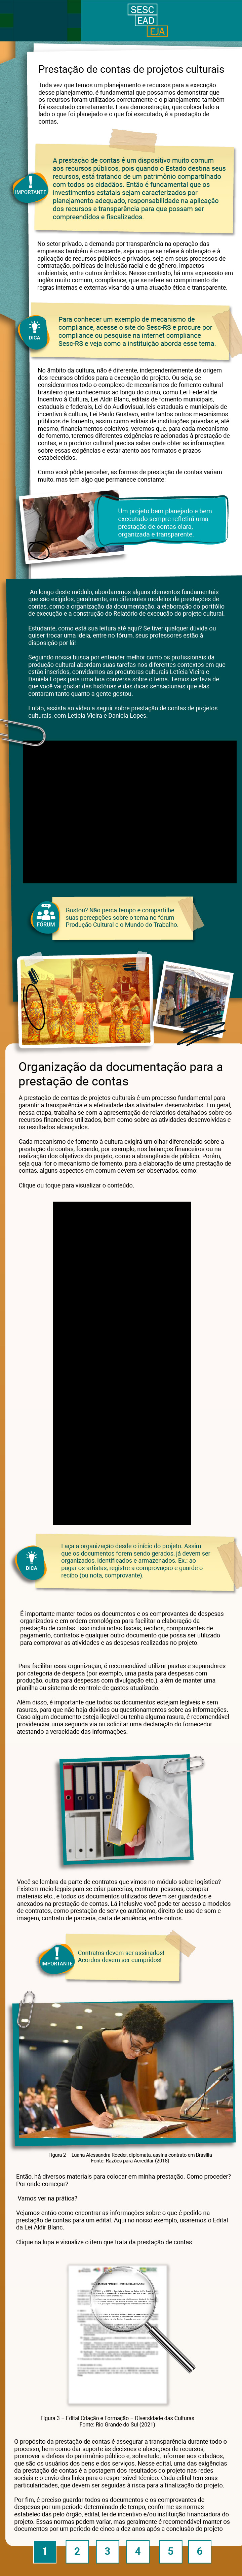 SESC
EAD
EJA
Prestação de contas de projetos culturais
Toda vez que temos um planejamento e recursos para a execução
desse planejamento, é fundamental que possamos demonstrar que
os recursos foram utilizados corretamente e o planejamento também
foi executado corretamente. Essa demonstração, que coloca lado a
lado o que foi planejado e o que foi executado, é a prestação de
contas.
IMPORTANTE
A prestação de contas é um dispositivo muito comum
aos recursos públicos, pois quando o Estado destina seus
recursos, está tratando de um patrimônio compartilhado
com todos os cidadãos. Então é fundamental que os
investimentos estatais sejam caracterizados por
planejamento adequado, responsabilidade na aplicação
dos recursos e transparência para que possam ser
compreendidos e fiscalizados.
No setor privado, a demanda por transparência na operação das
empresas também é crescente, seja no que se refere à obtenção e à
aplicação de recursos públicos e privados, seja em seus processos de
contratação, políticas de inclusão racial e de gênero, impactos
ambientais, entre outros âmbitos. Neste contexto, há uma expressão em
inglês muito comum, compliance, que se refere ao cumprimento de
regras internas e externas visando a uma atuação ética e transparente.
DICA
Para conhecer um exemplo de mecanismo de
compliance, acesse o site do Sesc-RS e procure por
compliance ou pesquise na internet compliance
Sesc-RS e veja como a instituição aborda esse tema.
No âmbito da cultura, não é diferente, independentemente da origem
dos recursos obtidos para a execução do projeto. Ou seja, se
considerarmos todo o complexo de mecanismos de fomento cultural
brasileiro que conhecemos ao longo do curso, como Lei Federal de
Incentivo à Cultura, leis estaduais, editais de fomento municipais,
estaduais e federais, a Lei do Audiovisual, leis estaduais e municipais de
incentivo à cultura, Lei Paulo Gustavo, entre tantos outros mecanismos
públicos de fomento, assim como editais de instituições privadas e, até
mesmo, financiamentos coletivos, veremos que, para cada mecanismo
de fomento, teremos diferentes exigências relacionadas à prestação de
contas, e o produtor cultural precisa saber onde obter as informações
sobre essas exigências e estar atento aos formatos e prazos
estabelecidos.
Como você pôde perceber, as formas de prestação de contas variam
muito, mas tem algo que permanece constante:
Um projeto bem planejado e bem
executado sempre refletirá uma
prestação de contas clara,
organizada e transparente.
Ao longo deste módulo, abordaremos alguns elementos fundamentais
que são exigidos, geralmente, em diferentes modelos de prestações de
contas, como a organização da documentação, a elaboração do portfólio
de execução e a construção do Relatório de execução do projeto cultural.
Estudante, como está sua leitura até aqui? Se tiver qualquer dúvida ou
quiser trocar uma ideia, entre no fórum, seus professores estão à
disposição por lá!
Seguindo nossa busca por entender melhor como os profissionais da
produção cultural abordam suas tarefas nos diferentes contextos em que
estão inseridos, convidamos as produtoras culturais Letícia Vieira e
Daniela Lopes para uma boa conversa sobre o tema. Temos certeza de
que você vai gostar das histórias e das dicas sensacionais que elas
contaram tanto quanto a gente gostou.
Então, assista ao vídeo a seguir sobre prestação de contas de projetos
culturais, com Letícia Vieira e Daniela Lopes.
FÓRUM
Gostou? Não perca tempo e compartilhe
suas percepções sobre o tema no fórum
Produção Cultural e o Mundo do Trabalho.
Organização da documentação para a
prestação de contas
A prestação de contas de projetos culturais é um processo fundamental para
garantir a transparência e a efetividade das atividades desenvolvidas. Em geral,
nessa etapa, trabalha-se com a apresentação de relatórios detalhados sobre os
recursos financeiros utilizados, bem como sobre as atividades desenvolvidas e
os resultados alcançados.
Cada mecanismo de fomento à cultura exigirá um olhar diferenciado sobre a
prestação de contas, focando, por exemplo, nos balanços financeiros ou na
realização dos objetivos do projeto, como a abrangência de público. Porém,
seja qual for o mecanismo de fomento, para a elaboração de uma prestação de
contas, alguns aspectos em comum devem ser observados, como:
Clique ou toque para visualizar o conteúdo.
DICA
Faça a organização desde o início do projeto. Assim
que os documentos forem sendo gerados, já devem ser
organizados, identificados e armazenados. Ex.: ao
pagar os artistas, registre a comprovação e guarde o
recibo (ou nota, comprovante).
É importante manter todos os documentos e os comprovantes de despesas
organizados e em ordem cronológica para facilitar a elaboração da
prestação de contas. Isso inclui notas fiscais, recibos, comprovantes de
pagamento, contratos e qualquer outro documento que possa ser utilizado
para comprovar as atividades e as despesas realizadas no projeto.
Para facilitar essa organização, é recomendável utilizar pastas e separadores
por categoria de despesa (por exemplo, uma pasta para despesas com
produção, outra para despesas com divulgação etc.), além de manter uma
planilha ou sistema de controle de gastos atualizado.
Além disso, é importante que todos os documentos estejam legíveis e sem
rasuras, para que não haja dúvidas ou questionamentos sobre as informações.
Caso algum documento esteja ilegível ou tenha alguma rasura, é recomendável
providenciar uma segunda via ou solicitar uma declaração do fornecedor
atestando a veracidade das informações.
Você se lembra da parte de contratos que vimos no módulo sobre logística?
Existem meio legais para se criar parcerias, contratar pessoas, comprar
materiais etc., e todos os documentos utilizados devem ser guardados e
anexados na prestação de contas. Lá inclusive você pode ter acesso a modelos
de contratos, como prestação de serviço autônomo, direito de uso de som e
imagem, contrato de parceria, carta de anuência, entre outros.
IMPORTANTE
Contratos devem ser assinados!
Acordos devem ser cumpridos!
Figura 2 – Luana Alessandra Roeder, diplomata, assina contrato em Brasília
Fonte: Razões para Acreditar (2018)
Então, há diversos materiais para colocar em minha prestação. Como proceder?
Por onde começar?
Vamos ver na prática?
Vejamos então como encontrar as informações sobre o que é pedido na
prestação de contas para um edital. Aqui no nosso exemplo, usaremos o Edital
da Lei Aldir Blanc.
Clique na lupa e visualize o item que trata da prestação de contas
Figura 3 – Edital Criação e Formação – Diversidade das Culturas
Fonte: Rio Grande do Sul (2021)
O propósito da prestação de contas é assegurar a transparência durante todo o
processo, bem como dar suporte às decisões e alocações de recursos,
promover a defesa do patrimônio público e, sobretudo, informar aos cidadãos,
que são os usuários dos bens e dos serviços. Nesse edital, uma das exigências
da prestação de contas é a postagem dos resultados do projeto nas redes
sociais e o envio dos links para o responsável técnico. Cada edital tem suas
particularidades, que devem ser seguidas à risca para a finalização do projeto.
Por fim, é preciso guardar todos os documentos e os comprovantes de
despesas por um período determinado de tempo, conforme as normas
estabelecidas pelo órgão, edital, lei de incentivo e/ou instituição financiadora do
projeto. Essas normas podem variar, mas geralmente é recomendável manter os
documentos por um período de cinco a dez anos após a conclusão do projeto
1 2 3 4 5 6